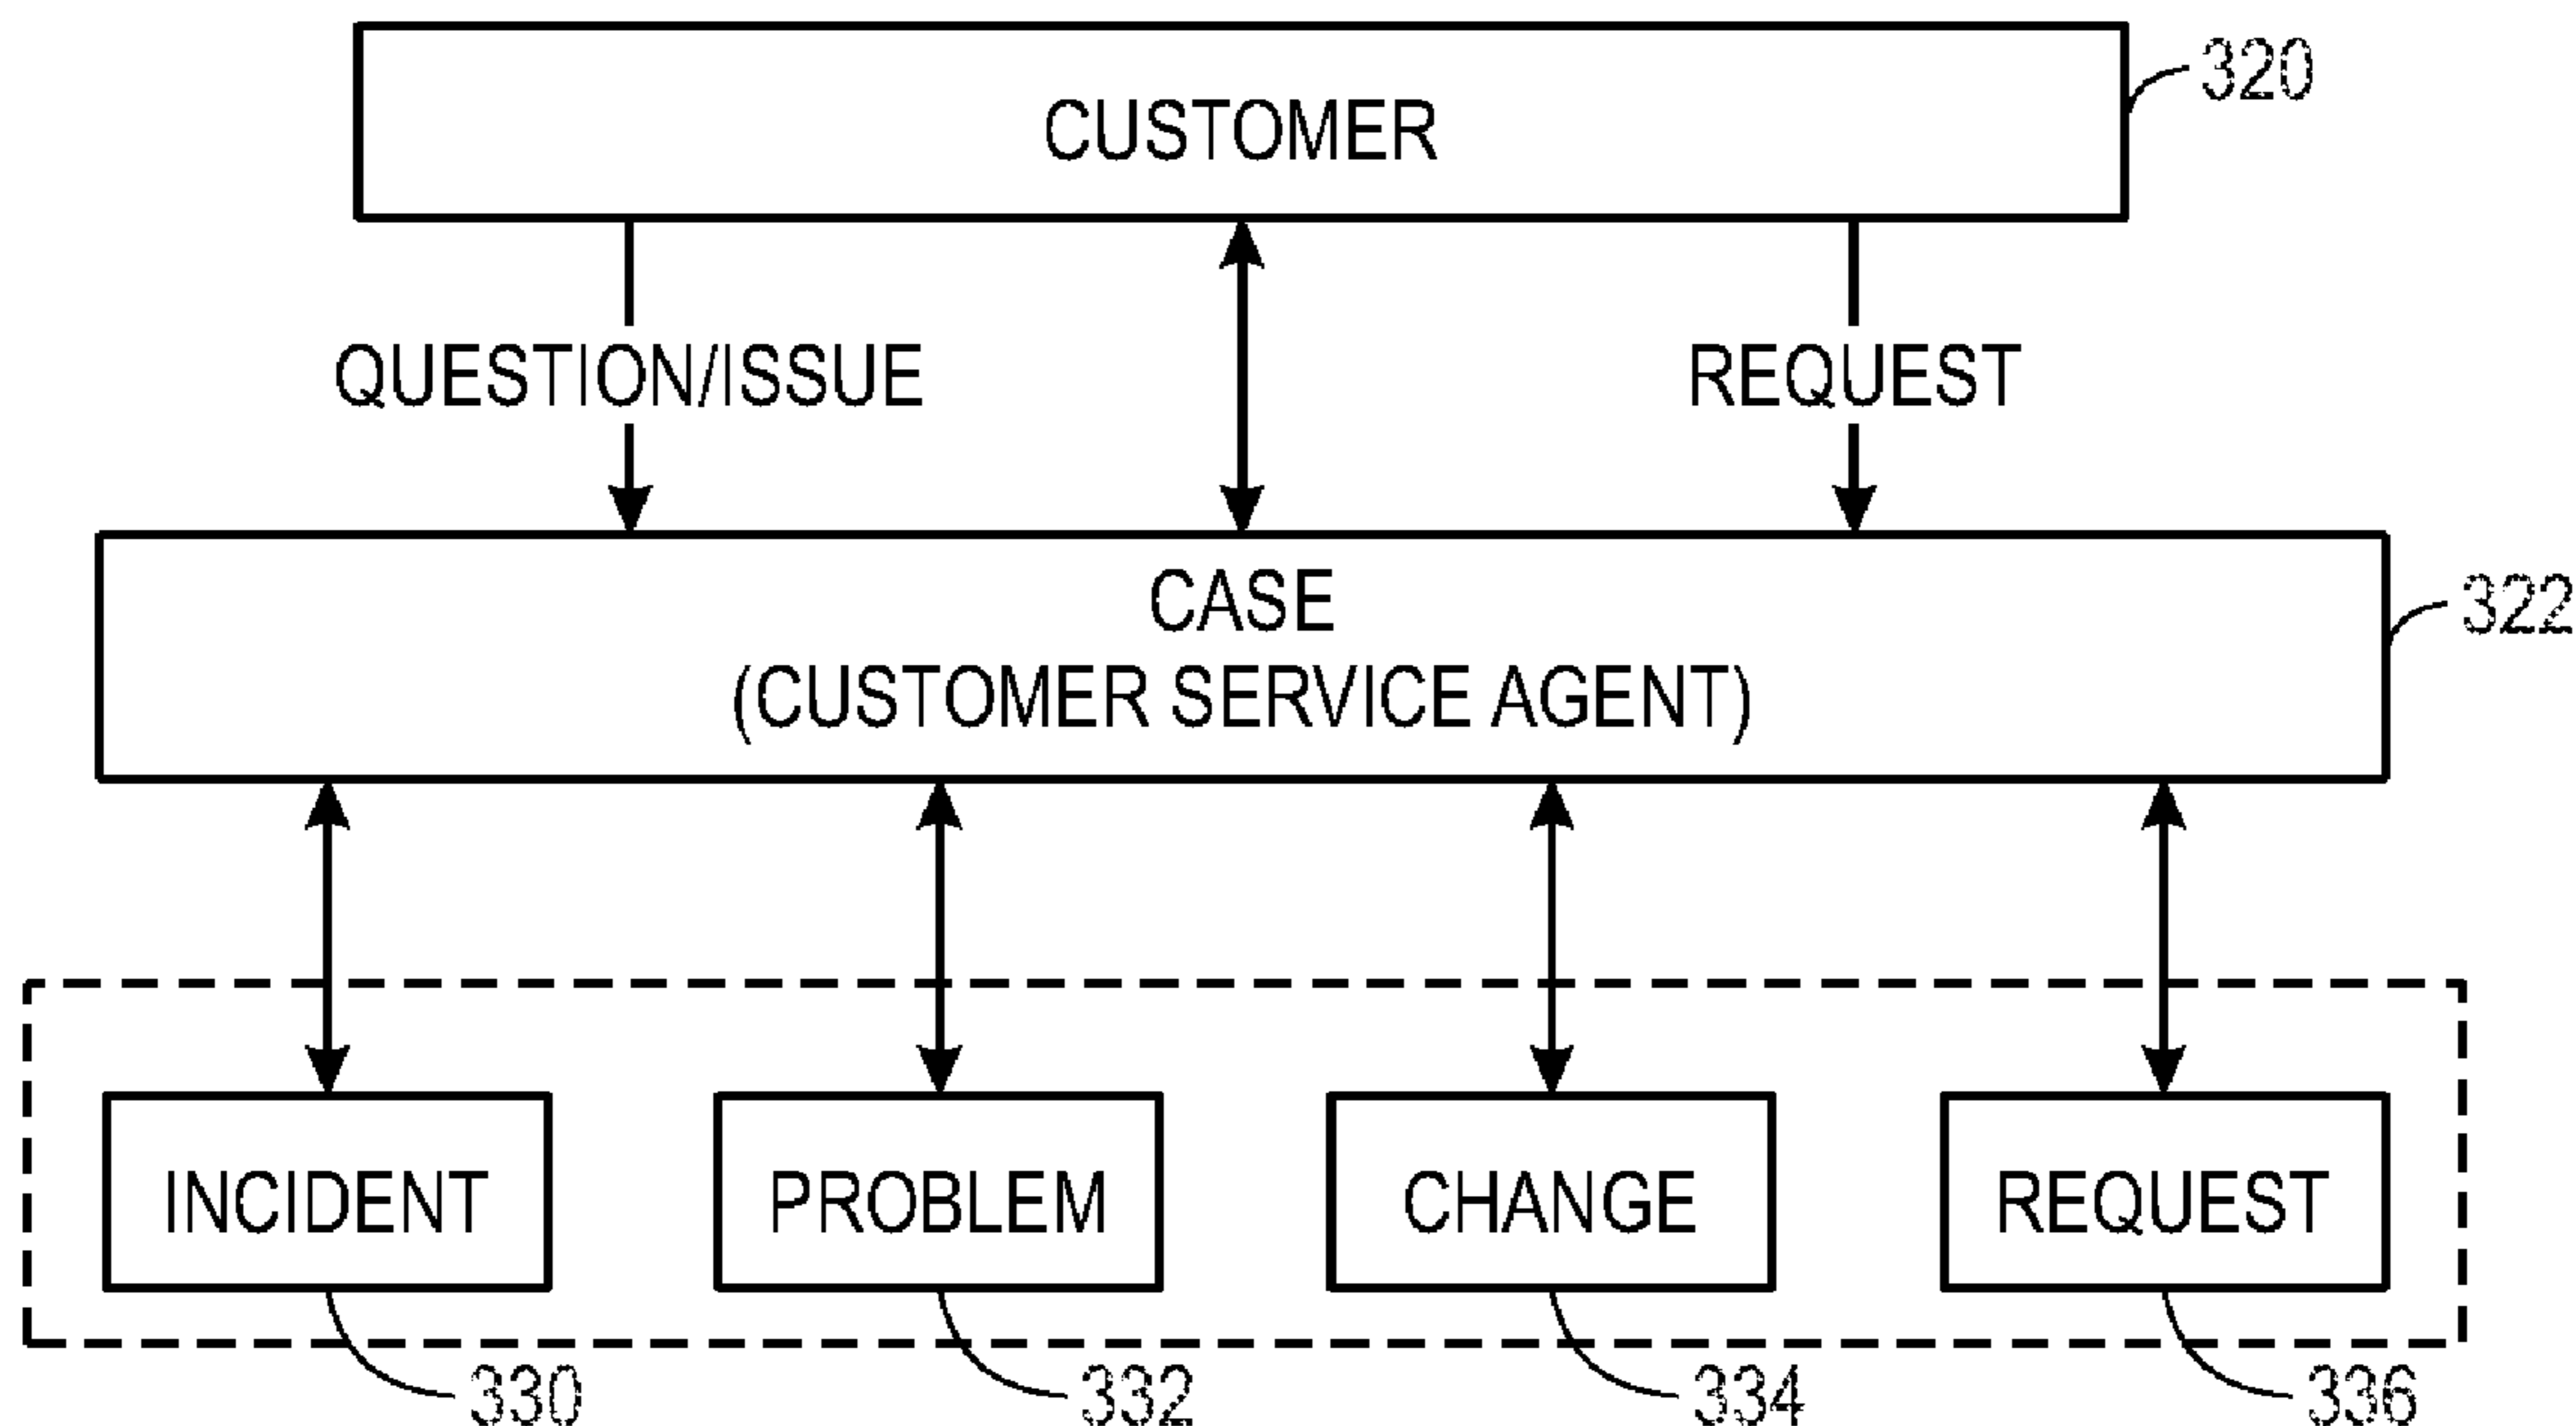 CUSTOMER
320
QUESTION/ISSUE
REQUEST
CASE
(CUSTOMER SERVICE AGENT)
322
INCIDENT
PROBLEM
CHANGE
REQUEST
330
332
334
336